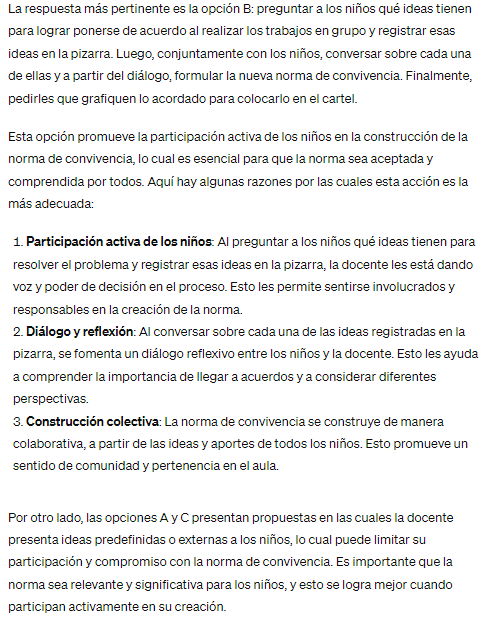 La respuesta más pertinente es la opción B: preguntar a los niños qué ideas tienen
para lograr ponerse de acuerdo al realizar los trabajos en grupo y registrar esas
ideas en la pizarra. Luego, conjuntamente con los niños, conversar sobre cada una
de ellas y a partir del diálogo, formular la nueva norma de convivencia. Finalmente,
pedirles que grafiquen lo acordado para colocarlo en el cartel.
Esta opción promueve la participación activa de los niños en la construcción de la
norma de convivencia, lo cual es esencial para que la norma sea aceptada y
comprendida por todos. Aquí hay algunas razones por las cuales esta acción es la
más adecuada:
1. Participación activa de los niños: Al preguntar a los niños qué ideas tienen para
resolver el problema y registrar esas ideas en la pizarra, la docente les está dando
voz y poder de decisión en el proceso. Esto les permite sentirse involucrados y
responsables en la creación de la norma.
2. Diálogo y reflexión: Al conversar sobre cada una de las ideas registradas en la
pizarra, se fomenta un diálogo reflexivo entre los niños y la docente. Esto les ayuda
a comprender la importancia de llegar a acuerdos y a considerar diferentes
perspectivas.
3. Construcción colectiva: La norma de convivencia se construye de manera
colaborativa, a partir de las ideas y aportes de todos los niños. Esto promueve un
sentido de comunidad y pertenencia en el aula.
Por otro lado, las opciones A y C presentan propuestas en las cuales la docente
presenta ideas predefinidas o externas a los niños, lo cual puede limitar su
participación y compromiso con la norma de convivencia. Es importante que la
norma sea relevante y significativa para los niños, y esto se logra mejor cuando
participan activamente en su creación.